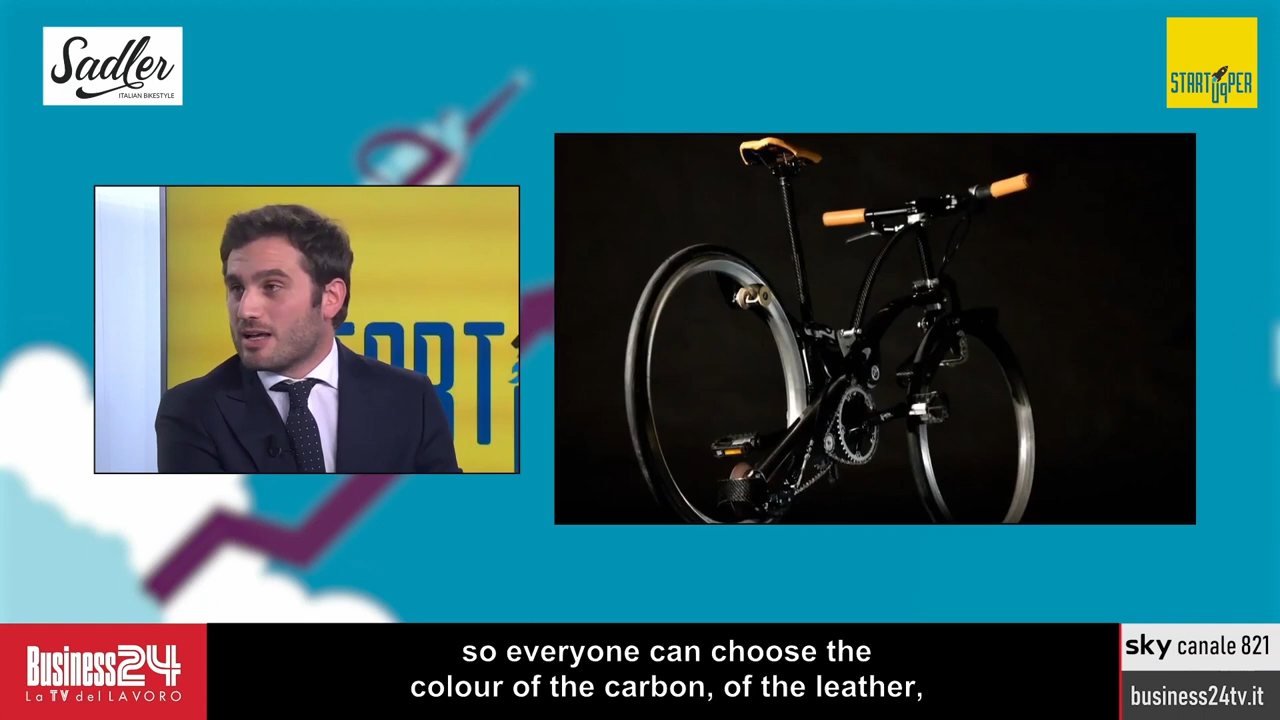 Sadler
ITALIAN BIKESTYLE
STARTUPPER
START
so everyone can choose the
colour of the carbon, of the leather,
Business24
La TV del LAVORO
sky canale 821
business24tv.it